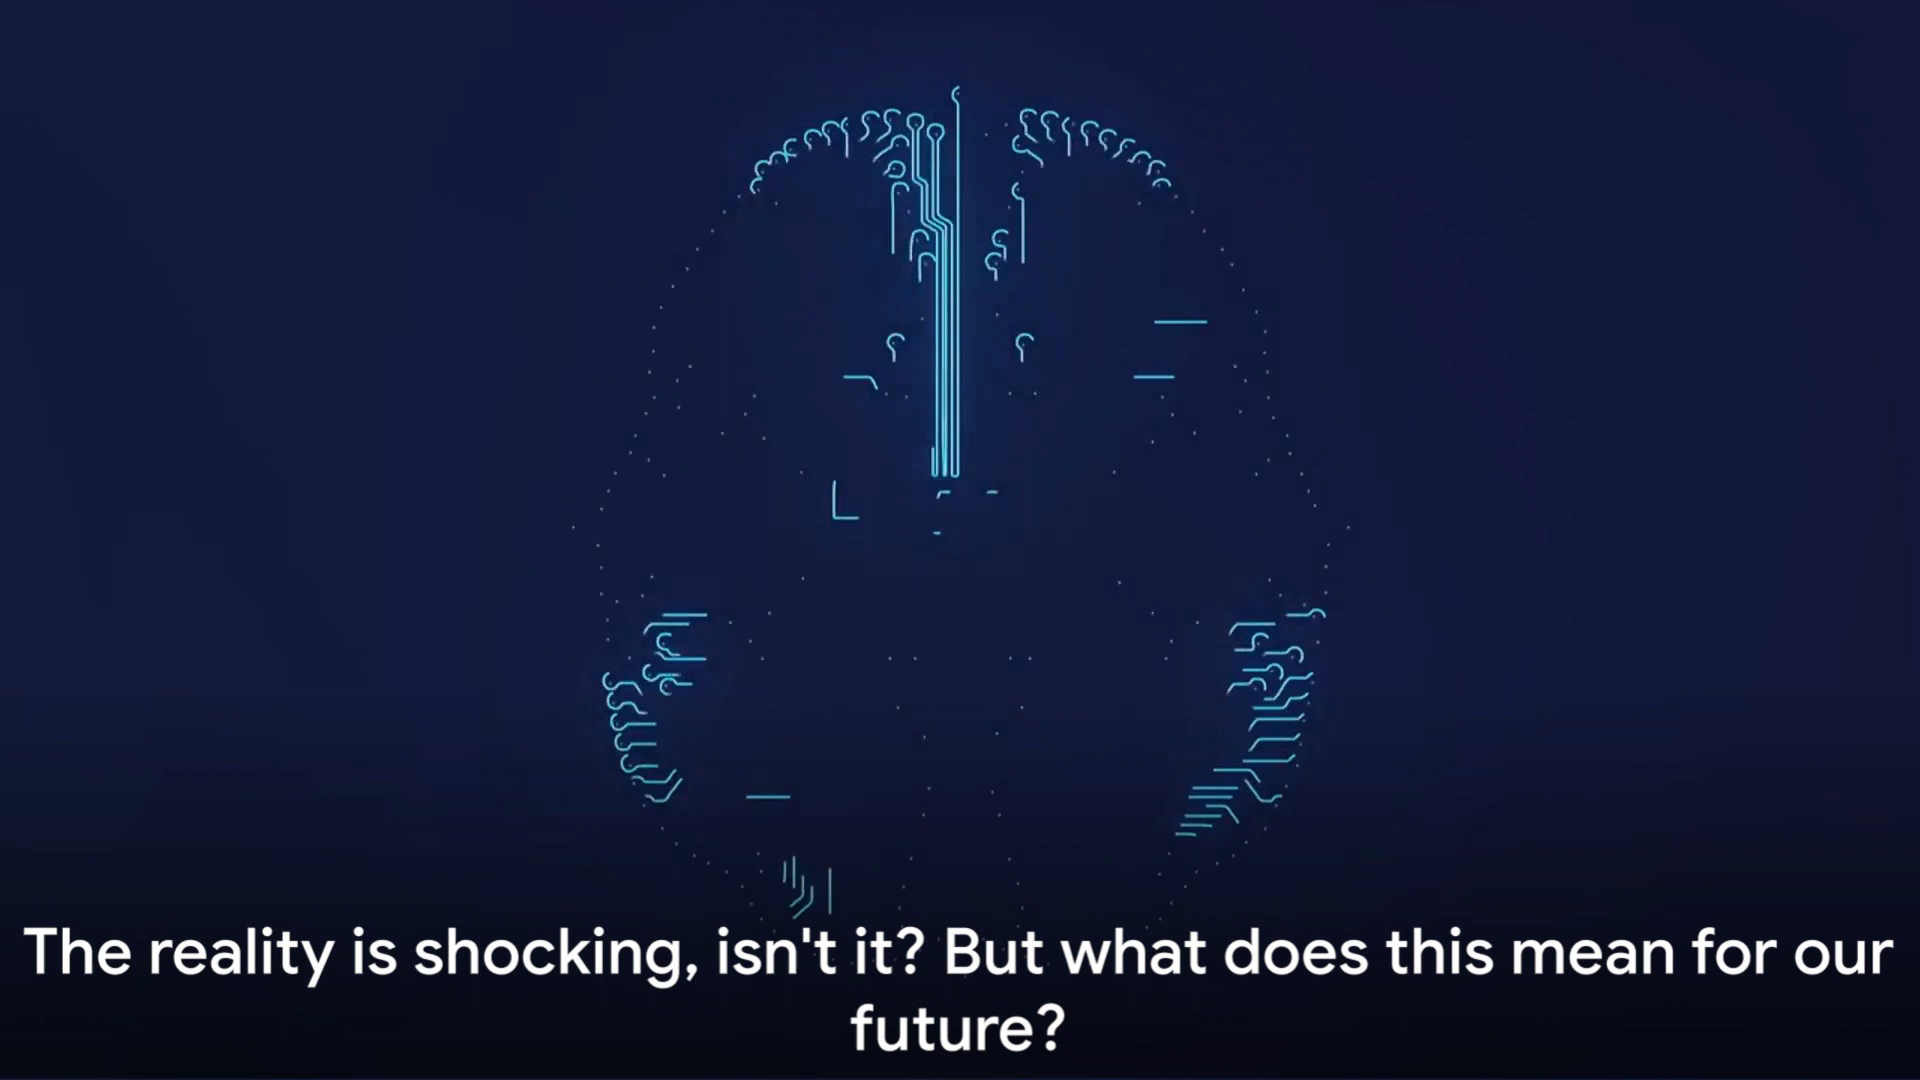 The reality is shocking, isn't it? But what does this mean for our
future?